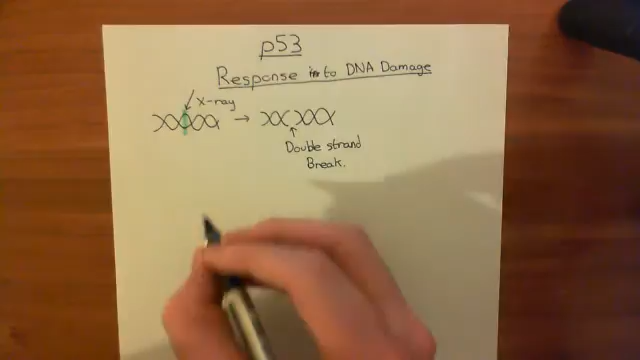 p53
Response to DNA Damage
X-ray
Double strand
Break.